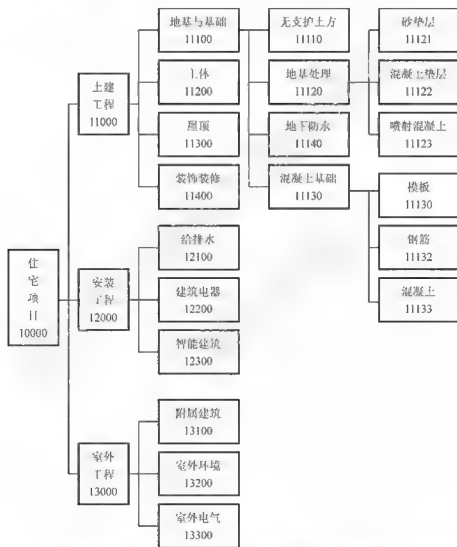 住
宅
项
目
10000
土建
工程
11000
地基与基础
11100
主体
11200
屋顶
11300
装饰装修
11400
无支护土方
11110
地基处理
11120
地下防水
11140
混凝土基础
11130
砂垫层
11121
混凝土垫层
11122
喷射混凝土
11123
模板
11130
钢筋
11132
混凝土
11133
安装
工程
12000
给排水
12100
建筑电器
12200
智能建筑
12300
室外
工程
13000
附属建筑
13100
室外环境
13200
室外电气
13300